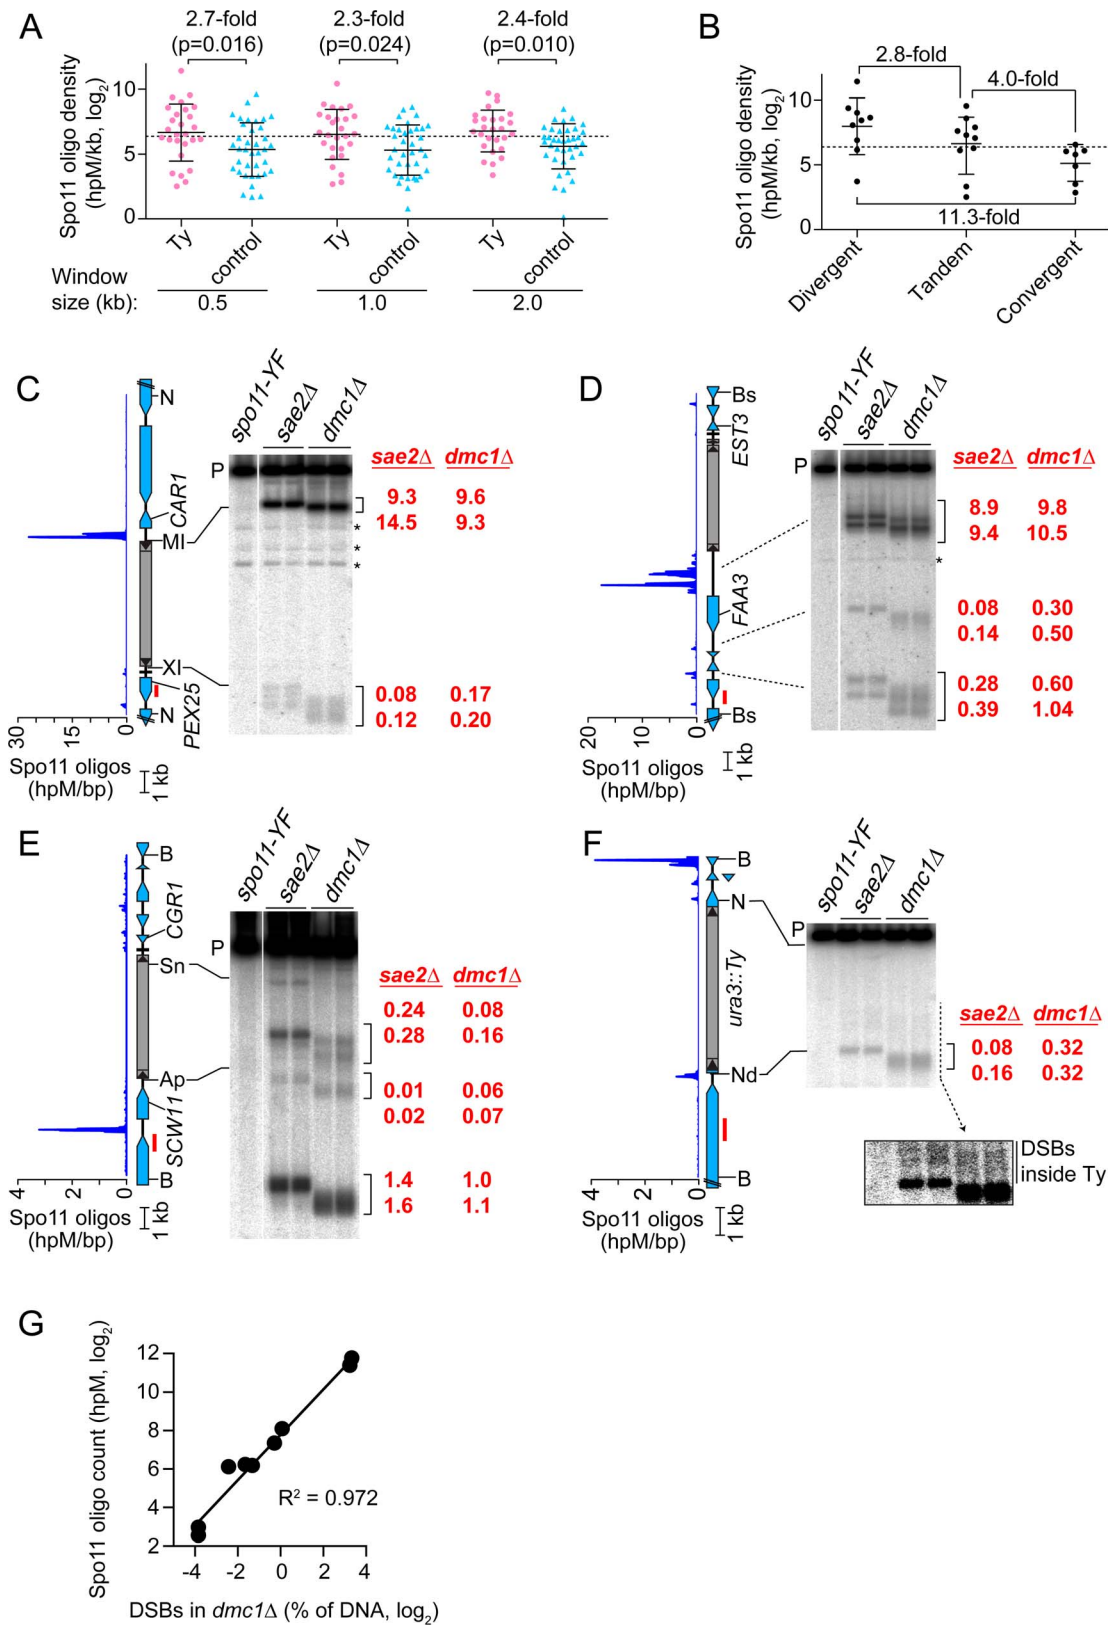 A
2.7-fold
(p=0.016)
2.3-fold
(p=0.024)
2.4-fold
(p=0.010)
Spo11 oligo density
(hpM/kb, log2)
10
5
0
Ty
control
Ty
control
Ty
control
Window
size (kb):
0.5
1.0
2.0
B
2.8-fold
4.0-fold
11.3-fold
Spo11 oligo density
(hpM/kb, log2)
10
5
0
Divergent
Tandem
Convergent
C
N
CAR1
MI
XI
PEX25
N
30
15
0
Spo11 oligos
(hpM/bp)
1 kb
spo11-YF
sae2Δ
dmc1Δ
P
*
*
*
sae2Δ dmc1Δ
9.3 9.6
14.5 9.3
0.08 0.17
0.12 0.20
D
Bs
EST3
FAA3
Bs
20
10
0
Spo11 oligos
(hpM/bp)
1 kb
spo11-YF
sae2Δ
dmc1Δ
P
*
sae2Δ dmc1Δ
8.9 9.8
9.4 10.5
0.08 0.30
0.14 0.50
0.28 0.60
0.39 1.04
E
B
CGR1
Sn
Ap
SCW11
B
4
2
0
Spo11 oligos
(hpM/bp)
1 kb
spo11-YF
sae2Δ
dmc1Δ
P
sae2Δ dmc1Δ
0.24 0.08
0.28 0.16
0.01 0.06
0.02 0.07
1.4 1.0
1.6 1.1
F
B
N
ura3::Ty
Nd
B
4
2
0
Spo11 oligos
(hpM/bp)
1 kb
spo11-YF
sae2Δ
dmc1Δ
P
sae2Δ dmc1Δ
0.08 0.32
0.16 0.32
DSBs
inside Ty
G
Spo11 oligo count (hpM, log2)
12
10
8
6
4
2
R2 = 0.972
-4 -2 0 2 4
DSBs in dmc1Δ (% of DNA, log2)